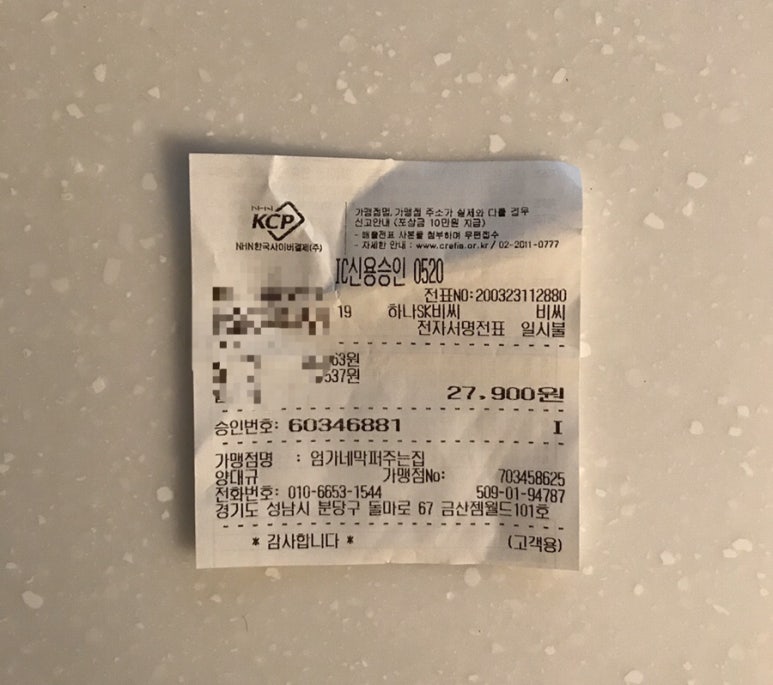 NHN
KCP
NHN한국사이버결제(주)
가맹점명, 가맹점 주소가 실제와 다를 경우
신고안내 (포상금 10만원 지급)
- 매출전표 사본을 첨부하여 우편접수
- 자세한 안내 : www.crefia.or.kr / 02-2011-0777
IC신용승인 0520
전표NO:200323112880
19 하나SK비씨 비씨
전자서명전표 일시불
63원
537원
27,900원
승인번호: 60346881 I
가맹점명 : 엄가네막퍼주는집
양대규 가맹점No: 703458625
전화번호: 010-6653-1544 509-01-94787
경기도 성남시 분당구 돌마로 67 금산젬월드101호
* 감사합니다 * (고객용)